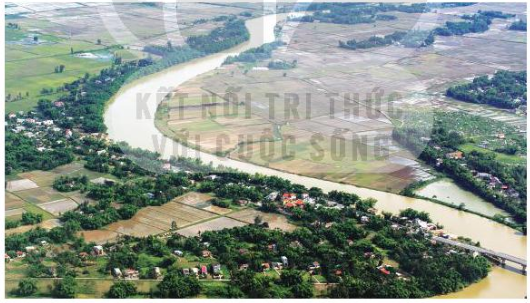 KẾT NỐI TRI THỨC
VỚI CUỘC SỐNG